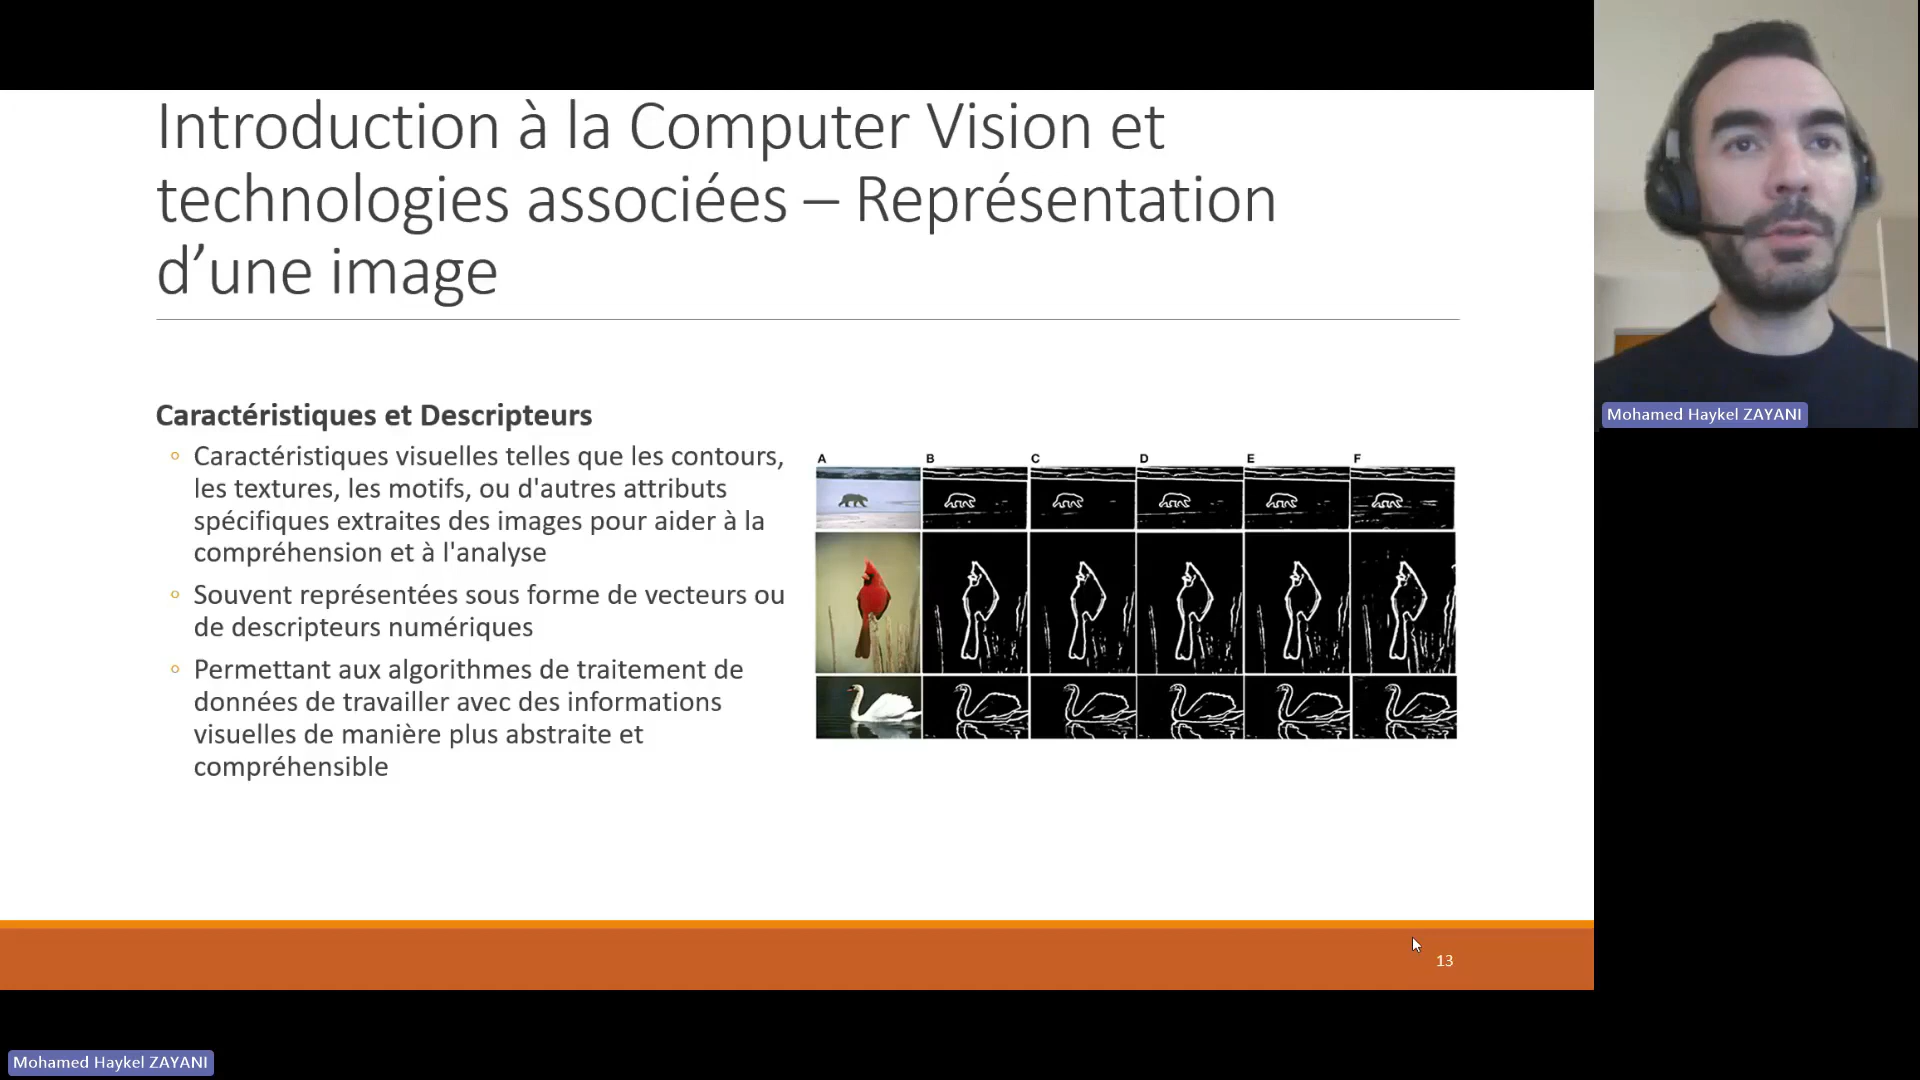 Introduction à la Computer Vision et
technologies associées – Représentation
d’une image
Caractéristiques et Descripteurs
Caractéristiques visuelles telles que les contours,
les textures, les motifs, ou d'autres attributs
spécifiques extraites des images pour aider à la
compréhension et à l'analyse
Souvent représentées sous forme de vecteurs ou
de descripteurs numériques
Permettant aux algorithmes de traitement de
données de travailler avec des informations
visuelles de manière plus abstraite et
compréhensible
A B C D E F
13
Mohamed Haykel ZAYANI
Mohamed Haykel ZAYANI